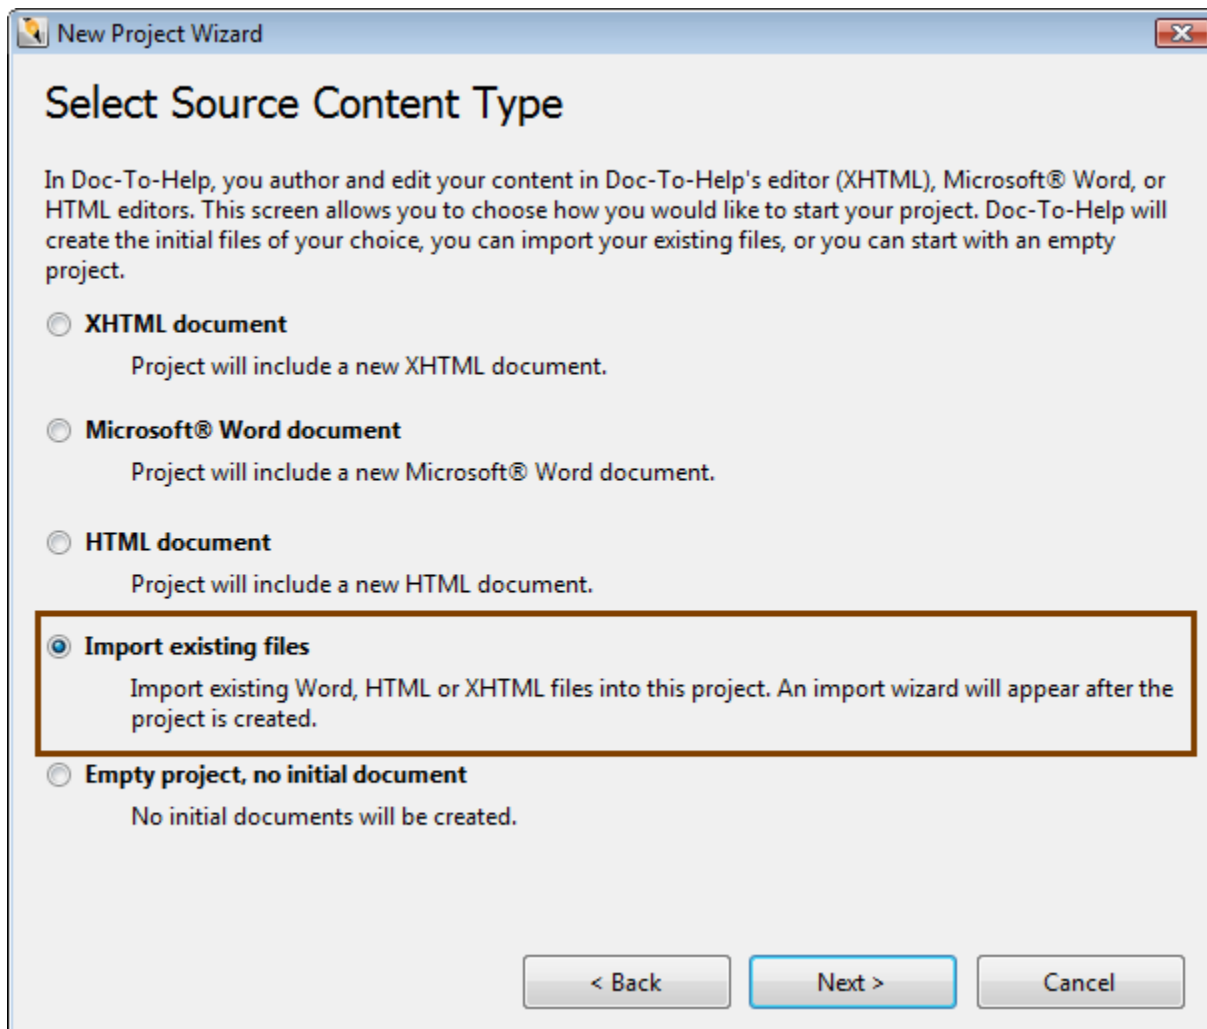 New Project Wizard
Select Source Content Type
In Doc-To-Help, you author and edit your content in Doc-To-Help's editor (XHTML), Microsoft® Word, or
HTML editors. This screen allows you to choose how you would like to start your project. Doc-To-Help will
create the initial files of your choice, you can import your existing files, or you can start with an empty
project.
XHTML document
Project will include a new XHTML document.
Microsoft® Word document
Project will include a new Microsoft® Word document.
HTML document
Project will include a new HTML document.
Import existing files
Import existing Word, HTML or XHTML files into this project. An import wizard will appear after the
project is created.
Empty project, no initial document
No initial documents will be created.
< Back Next > Cancel